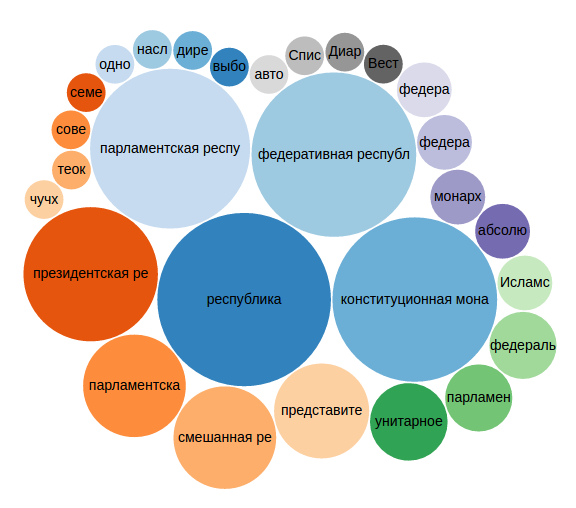 одно
насл
дире
выбо
авто
Спис
Диар
Вест
федера
семе
сове
теок
чучх
парламентская респу
федеративная республ
федера
монарх
абсолю
президентская ре
республика
конституционная мона
Исламс
федераль
парламентска
смешанная ре
представите
унитарное
парламен